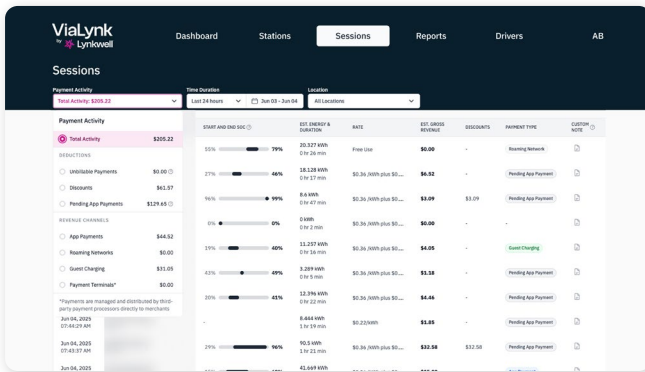 ViaLynk
by Lynkwell
Dashboard Stations Sessions Reports Drivers AB
Sessions
Payment Activity Time Duration Location
Total Activity: $205.22 Last 24 hours Jun 03 - Jun 04 All Locations
Payment Activity
Total Activity $205.22
DEDUCTIONS
Unbillable Payments $0.00
Discounts $61.57
Pending App Payments $129.65
REVENUE CHANNELS
App Payments $44.52
Roaming Networks $0.00
Guest Charging $31.05
Payment Terminals* $0.00
*Payments are managed and distributed by third-
party payment processors directly to merchants
Jun 04, 2025
07:44:29 AM
Jun 04, 2025
07:43:37 AM
Jun 04, 2025
START AND END SOC EST. ENERGY & DURATION RATE EST. GROSS REVENUE DISCOUNTS PAYMENT TYPE CUSTOM NOTE
55% 79% 20.327 kWh Free Use $0.00 - Roaming Network
0 hr 26 min
27% 46% 18.128 kWh $0.36 /kWh plus $0.... $6.52 - Pending App Payment
0 hr 17 min
96% 99% 8.6 kWh $0.36 /kWh plus $0.... $3.09 $3.09 Pending App Payment
0 hr 47 min
0% 0% 0 kWh $0.36 /kWh plus $0.... $0.00 - -
0 hr 2 min
19% 40% 11.257 kWh $0.36 /kWh plus $0.... $4.05 - Guest Charging
0 hr 16 min
43% 49% 3.289 kWh $0.36 /kWh plus $0.... $1.18 - Pending App Payment
0 hr 5 min
20% 41% 12.396 kWh $0.36 /kWh plus $0.... $4.46 - Pending App Payment
0 hr 22 min
- 8.444 kWh $0.22/kWh $1.85 - Pending App Payment
1 hr 19 min
29% 96% 90.5 kWh $0.36 /kWh plus $0.... $32.58 $32.58 Pending App Payment
1 hr 21 min
41.669 kWh